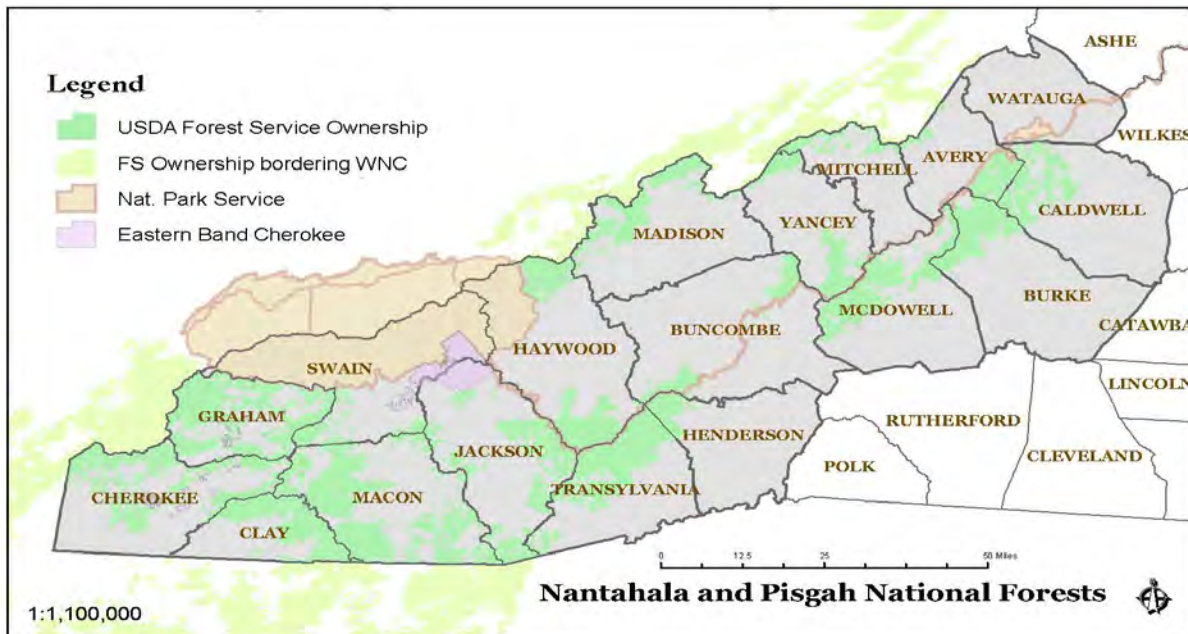 Legend
USDA Forest Service Ownership
FS Ownership bordering WNC
Nat. Park Service
Eastern Band Cherokee
ASHE
WATAUGA
WILKES
AVERY
MITCHELL
CALDWELL
YANCEY
MADISON
BURKE
MCDOWELL
BUNCOMBE
CATAWBA
HAYWOOD
SWAIN
LINCOLN
GRAHAM
RUTHERFORD
HENDERSON
JACKSON
CLEVELAND
POLK
TRANSYLVANIA
CHEROKEE
MACON
CLAY
0 12.5 25 50 Miles
Nantahala and Pisgah National Forests
1:1,100,000